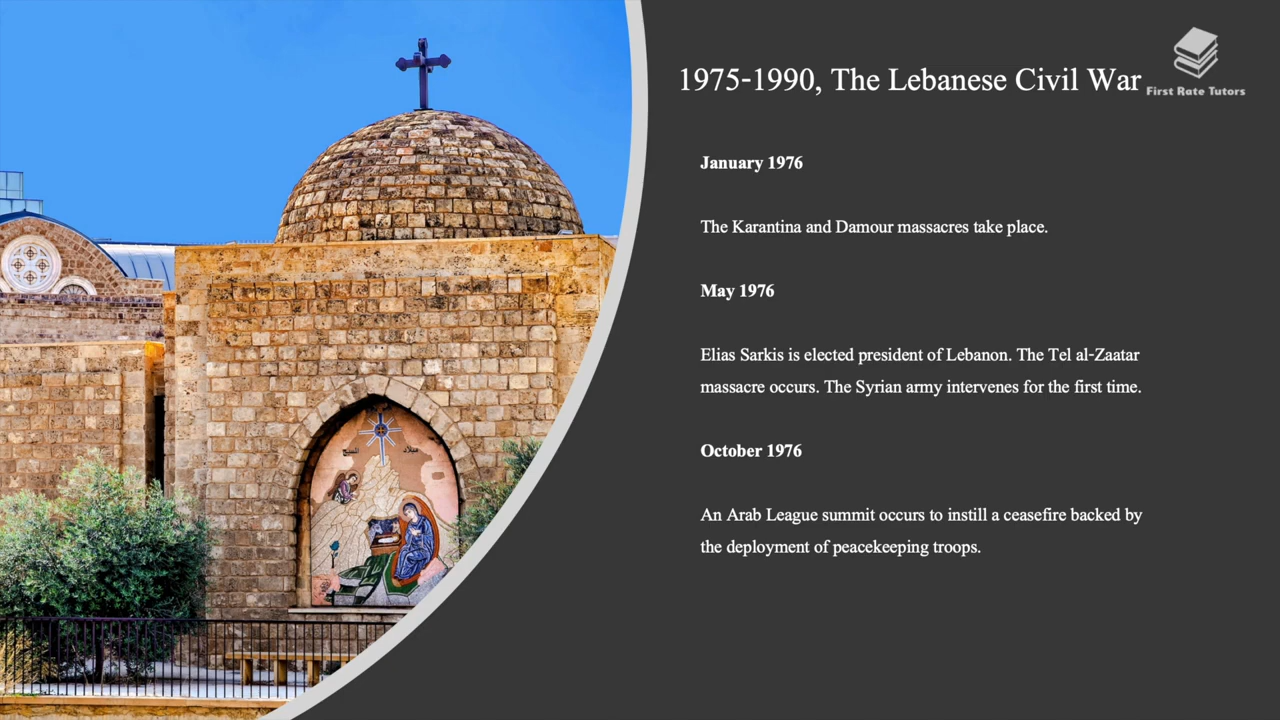 1975-1990, The Lebanese Civil War
First Rate Tutors
January 1976
The Karantina and Damour massacres take place.
May 1976
Elias Sarkis is elected president of Lebanon. The Tel al-Zaatar
massacre occurs. The Syrian army intervenes for the first time.
October 1976
An Arab League summit occurs to instill a ceasefire backed by
the deployment of peacekeeping troops.
ميلاد المسيح